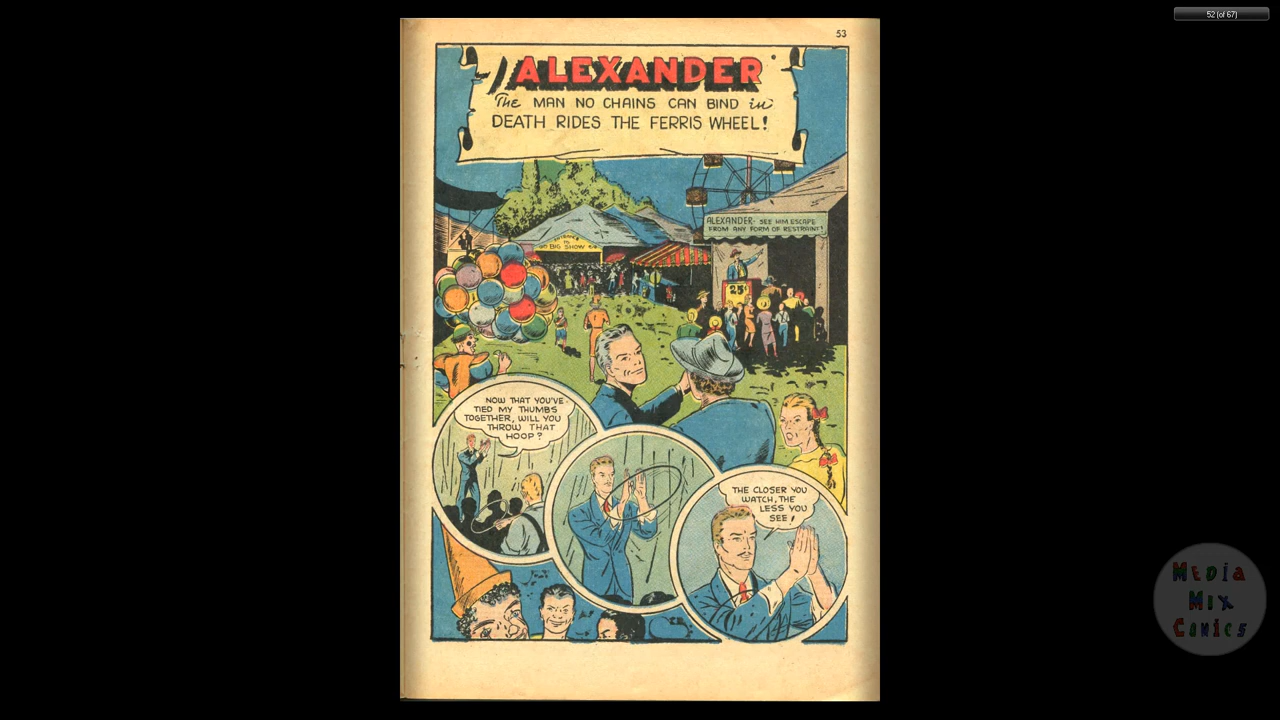 52 (of 67)
53
ALEXANDER
The MAN NO CHAINS CAN BIND in
DEATH RIDES THE FERRIS WHEEL!
ALEXANDER- SEE HIM ESCAPE
FROM ANY FORM OF RESTRAINT!
ENTRANCE
TO
BIG SHOW
25¢
NOW THAT YOU'VE
TIED MY THUMBS
TOGETHER, WILL YOU
THROW THAT
HOOP?
THE CLOSER YOU
WATCH, THE
LESS YOU
SEE!
MEDIA
MIX
COMICS